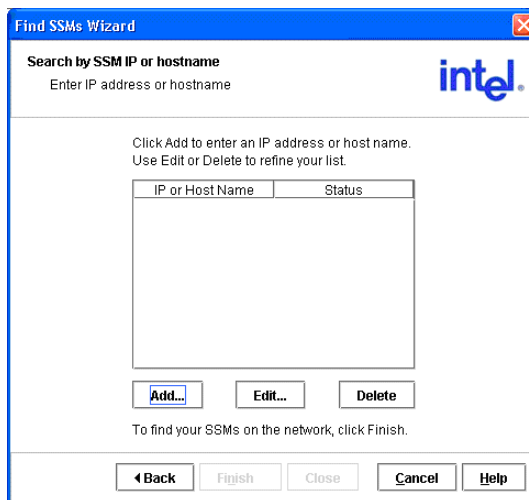 Find SSMs Wizard
Search by SSM IP or hostname
Enter IP address or hostname
intel.
Click Add to enter an IP address or host name.
Use Edit or Delete to refine your list.
IP or Host Name Status
Add... Edit... Delete
To find your SSMs on the network, click Finish.
Back Finish Close Cancel Help